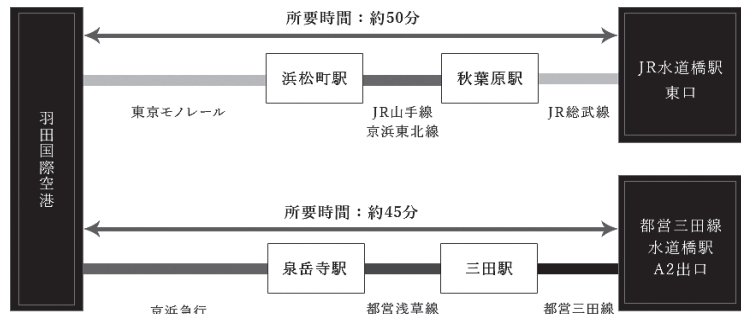 羽田国際空港
所要時間：約50分
浜松町駅
秋葉原駅
東京モノレール
JR山手線
京浜東北線
JR総武線
JR水道橋駅
東口
所要時間：約45分
泉岳寺駅
三田駅
京浜急行
都営浅草線
都営三田線
都営三田線
水道橋駅
A2出口